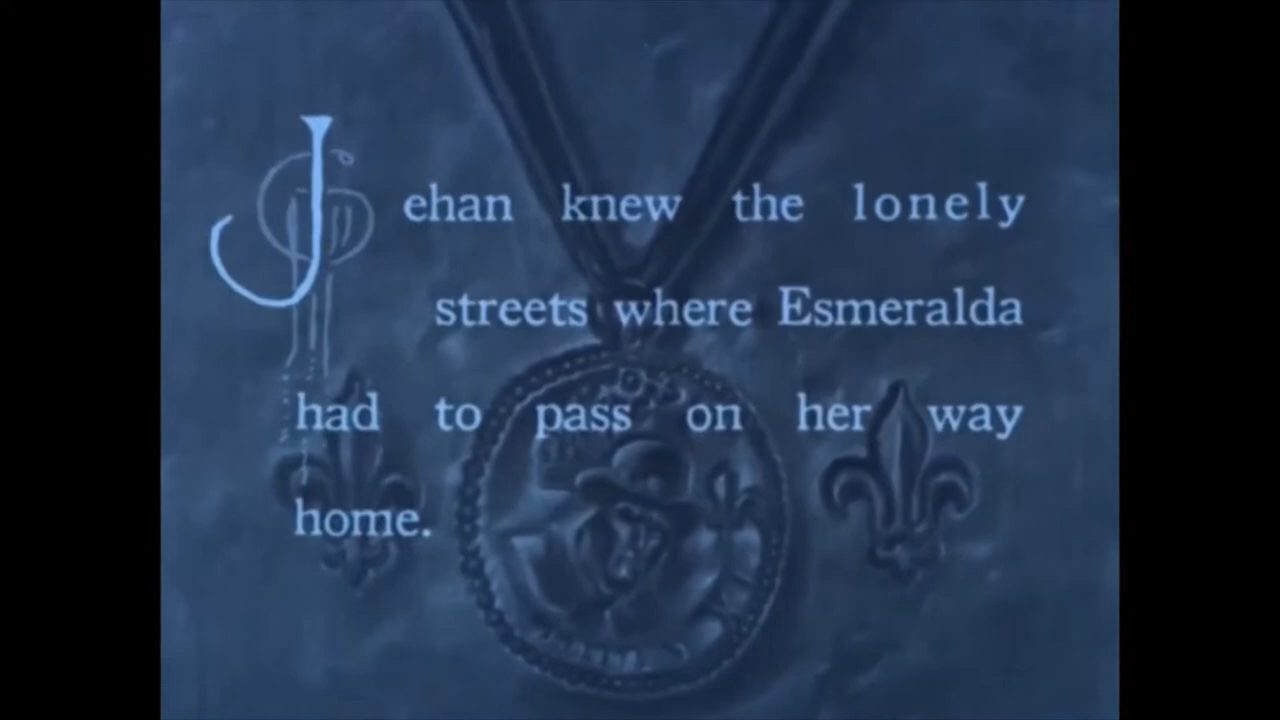 Jehan knew the lonely
streets where Esmeralda
had to pass on her way
home.